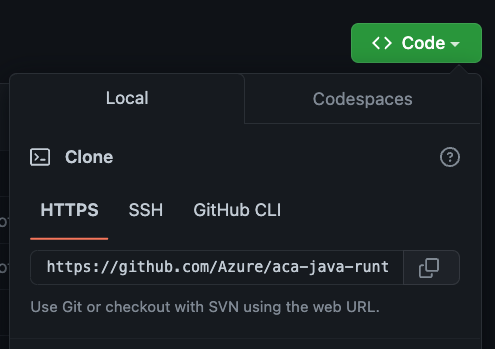 <> Code
Local Codespaces
Clone
HTTPS SSH GitHub CLI
https://github.com/Azure/aca-java-runt
Use Git or checkout with SVN using the web URL.